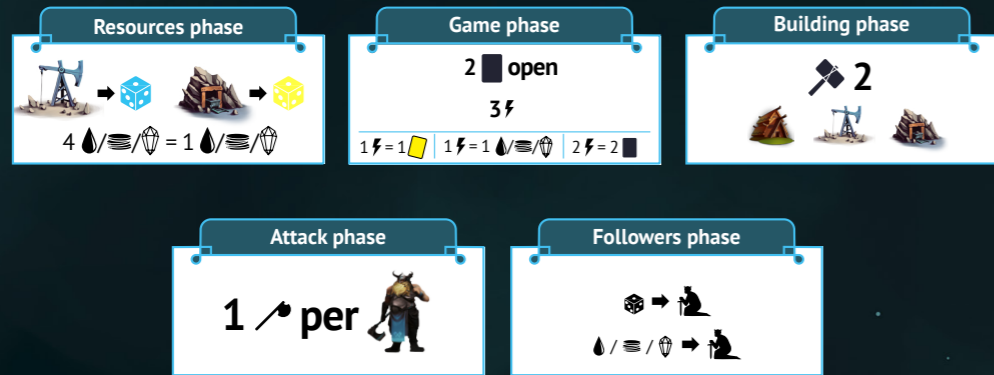 Resources phase
4 / / = 1 / /
Game phase
2 open
3
1 = 1
1 = 1 / /
2 = 2
Building phase
2
Attack phase
1 per
Followers phase
/ /